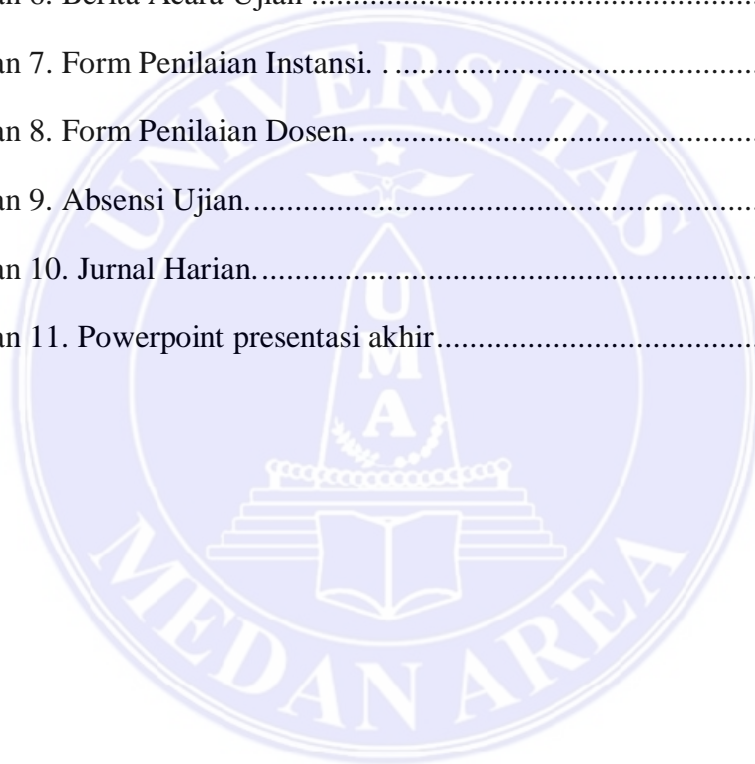 an 6. Berita Acara Ujian ..................................................
an 7. Form Penilaian Instansi. . ........................................
an 8. Form Penilaian Dosen. ............................................
an 9. Absensi Ujian..........................................................
an 10. Jurnal Harian.........................................................
an 11. Powerpoint presentasi akhir...................................
UNIVERSITAS
UMA
MEDAN AREA